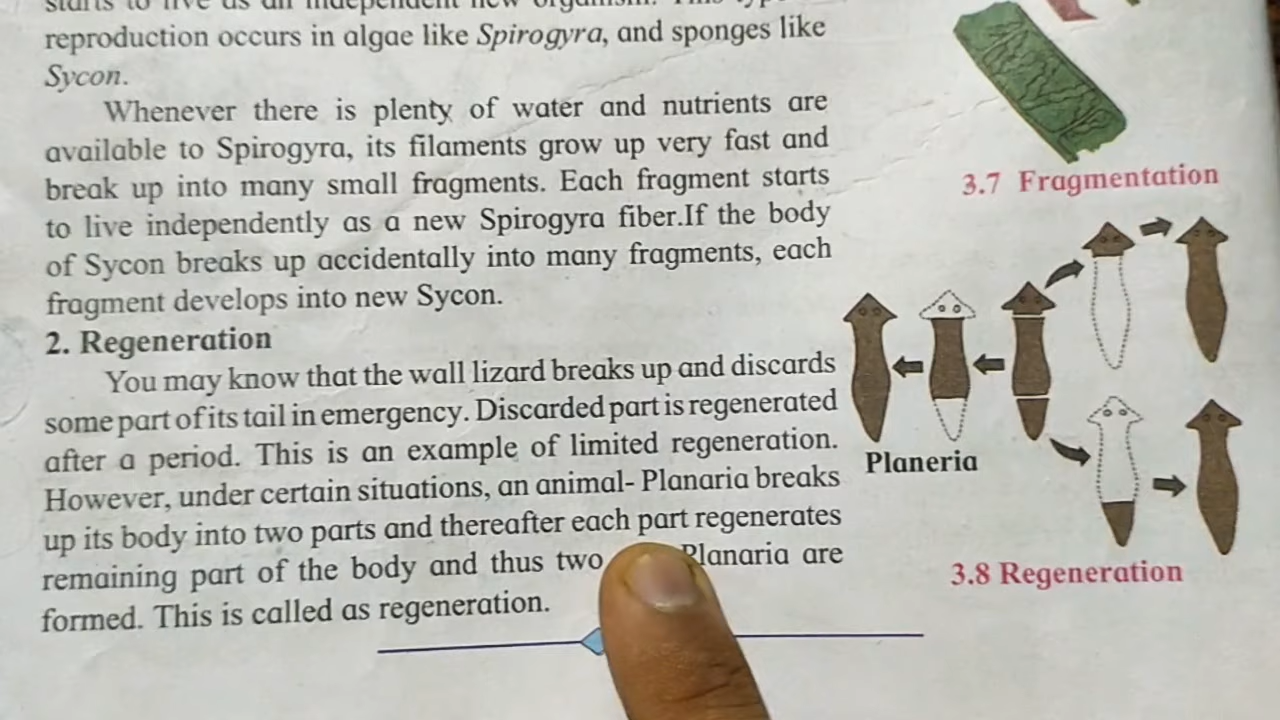 reproduction occurs in algae like Spirogyra, and sponges like
Sycon.
Whenever there is plenty of water and nutrients are
available to Spirogyra, its filaments grow up very fast and
break up into many small fragments. Each fragment starts
to live independently as a new Spirogyra fiber.If the body
of Sycon breaks up accidentally into many fragments, each
fragment develops into new Sycon.
2. Regeneration
You may know that the wall lizard breaks up and discards
some part of its tail in emergency. Discarded part is regenerated
after a period. This is an example of limited regeneration.
However, under certain situations, an animal- Planaria breaks
up its body into two parts and thereafter each part regenerates
remaining part of the body and thus two Planaria are
formed. This is called as regeneration.
3.7 Fragmentation
Planeria
3.8 Regeneration